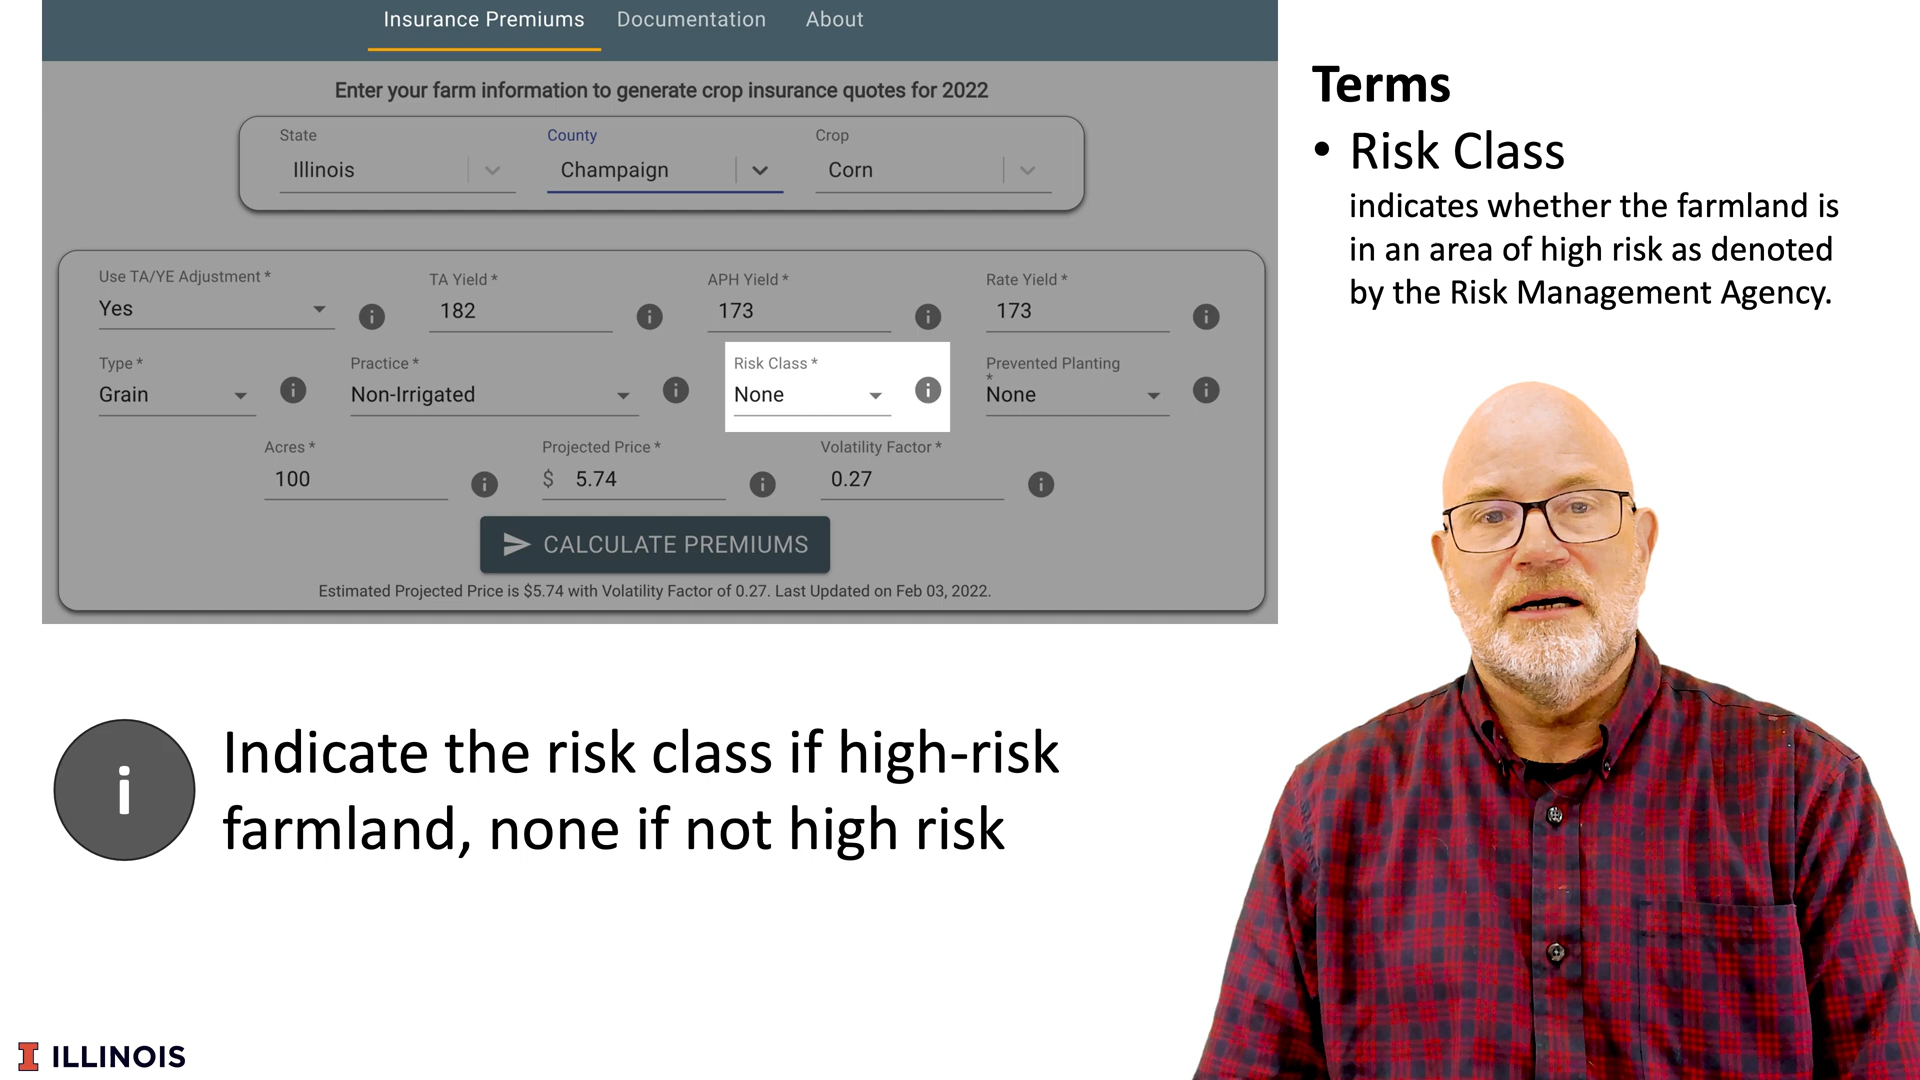 Insurance Premiums Documentation About
Enter your farm information to generate crop insurance quotes for 2022
State County Crop
Illinois Champaign Corn
Use TA/YE Adjustment * TA Yield * APH Yield * Rate Yield *
Yes 182 173 173
Type * Practice * Risk Class * Prevented Planting *
Grain Non-Irrigated None None
Acres * Projected Price * Volatility Factor *
100 $ 5.74 0.27
CALCULATE PREMIUMS
Estimated Projected Price is $5.74 with Volatility Factor of 0.27. Last Updated on Feb 03, 2022.
Terms
• Risk Class
indicates whether the farmland is
in an area of high risk as denoted
by the Risk Management Agency.
i Indicate the risk class if high-risk
farmland, none if not high risk
I ILLINOIS